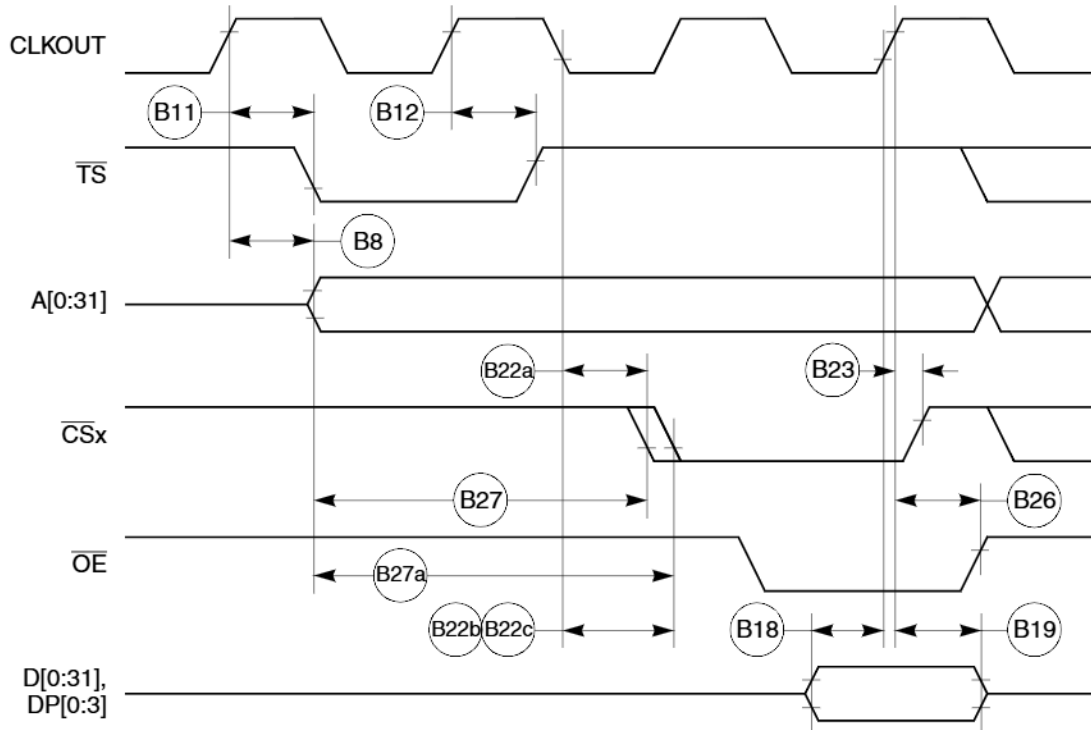 CLKOUT
B11
B12
TS
B8
A[0:31]
B22a
B23
CSx
B27
B26
OE
B27a
B22b B22c
B18
B19
D[0:31],
DP[0:3]